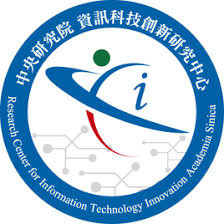 中央研究院 資訊科技創新研究中心
i
Research Center for Information Technology Innovation Academia Sinica